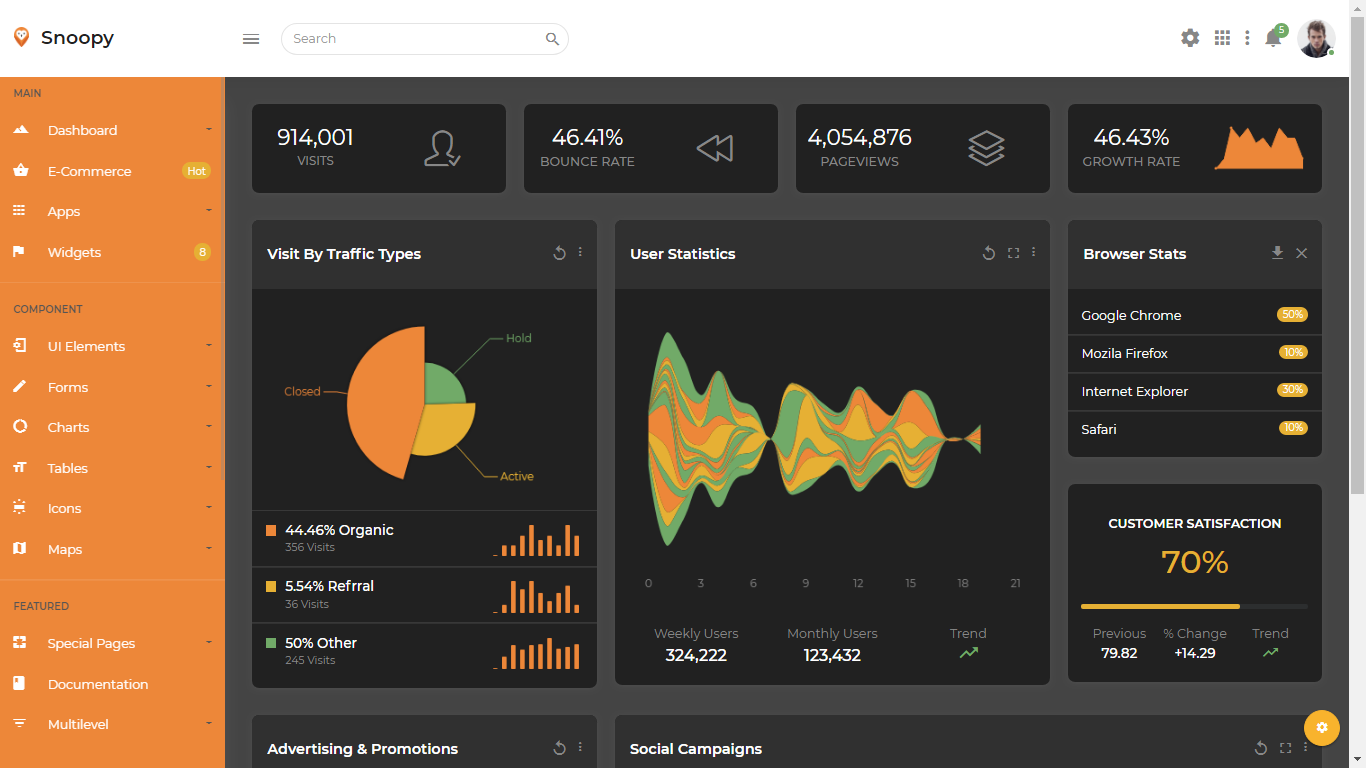 Snoopy
Search
5
MAIN
Dashboard
E-Commerce Hot
Apps
Widgets 8
COMPONENT
UI Elements
Forms
Charts
Tables
Icons
Maps
FEATURED
Special Pages
Documentation
Multilevel
914,001
VISITS
46.41%
BOUNCE RATE
4,054,876
PAGEVIEWS
46.43%
GROWTH RATE
Visit By Traffic Types
Hold
Closed
Active
44.46% Organic
356 Visits
5.54% Refrral
36 Visits
50% Other
245 Visits
User Statistics
0 3 6 9 12 15 18 21
Weekly Users Monthly Users Trend
324,222 123,432
Browser Stats
Google Chrome 50%
Mozila Firefox 10%
Internet Explorer 30%
Safari 10%
CUSTOMER SATISFACTION
70%
Previous % Change Trend
79.82 +14.29
Advertising & Promotions
Social Campaigns